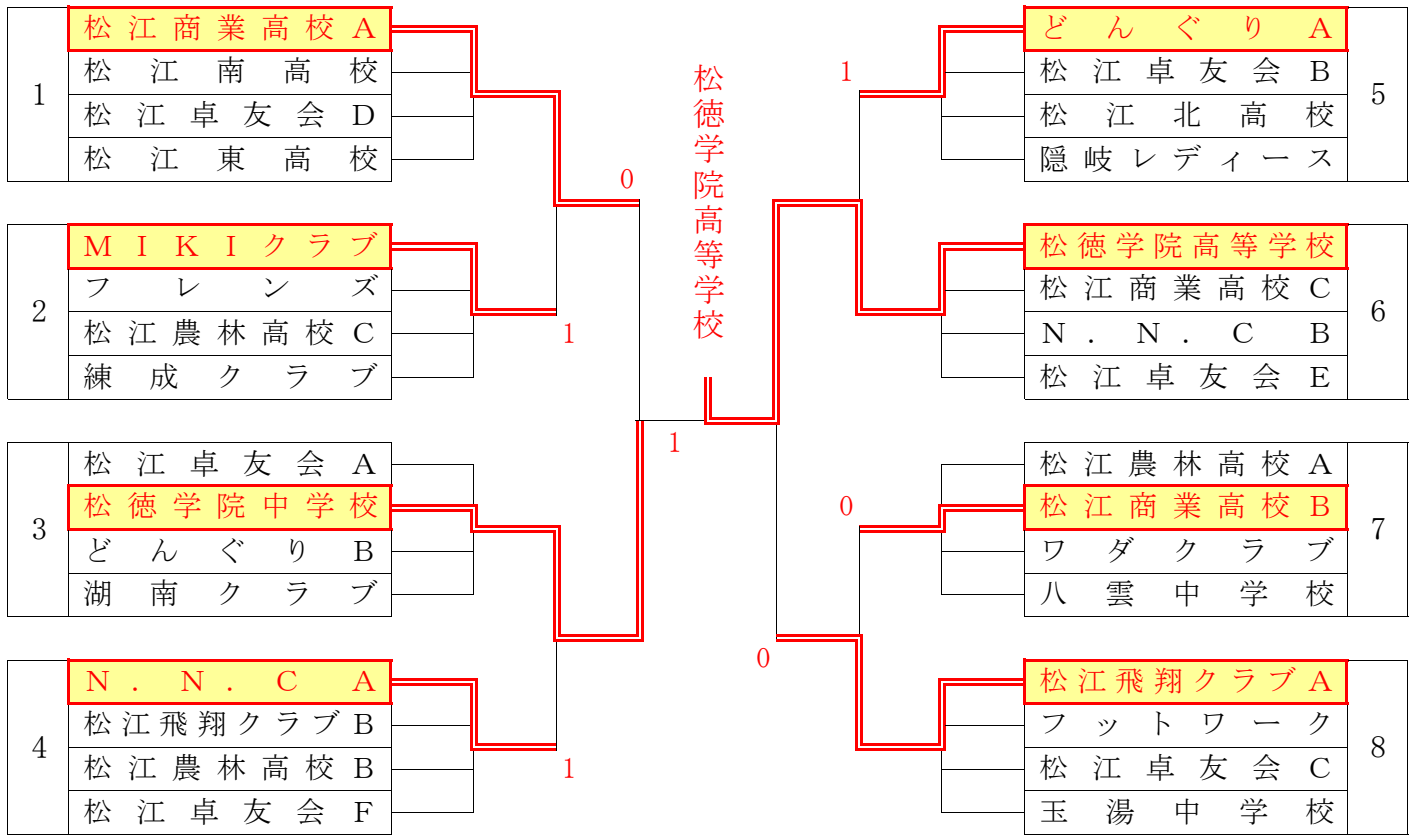 1
松江商業高校A
松江南高校
松江卓友会D
松江東高校
2
MIKIクラブ
フレンズ
松江農林高校C
練成クラブ
3
松江卓友会A
松徳学院中学校
どんぐりB
湖南クラブ
4
N.N.C A
松江飛翔クラブB
松江農林高校B
松江卓友会F
0
1
1
1
松徳学院高等学校
1
0
0
5
どんぐりA
松江卓友会B
松江北高校
隠岐レディース
6
松徳学院高等学校
松江商業高校C
N.N.C B
松江卓友会E
7
松江農林高校A
松江商業高校B
ワダクラブ
八雲中学校
8
松江飛翔クラブA
フットワーク
松江卓友会C
玉湯中学校